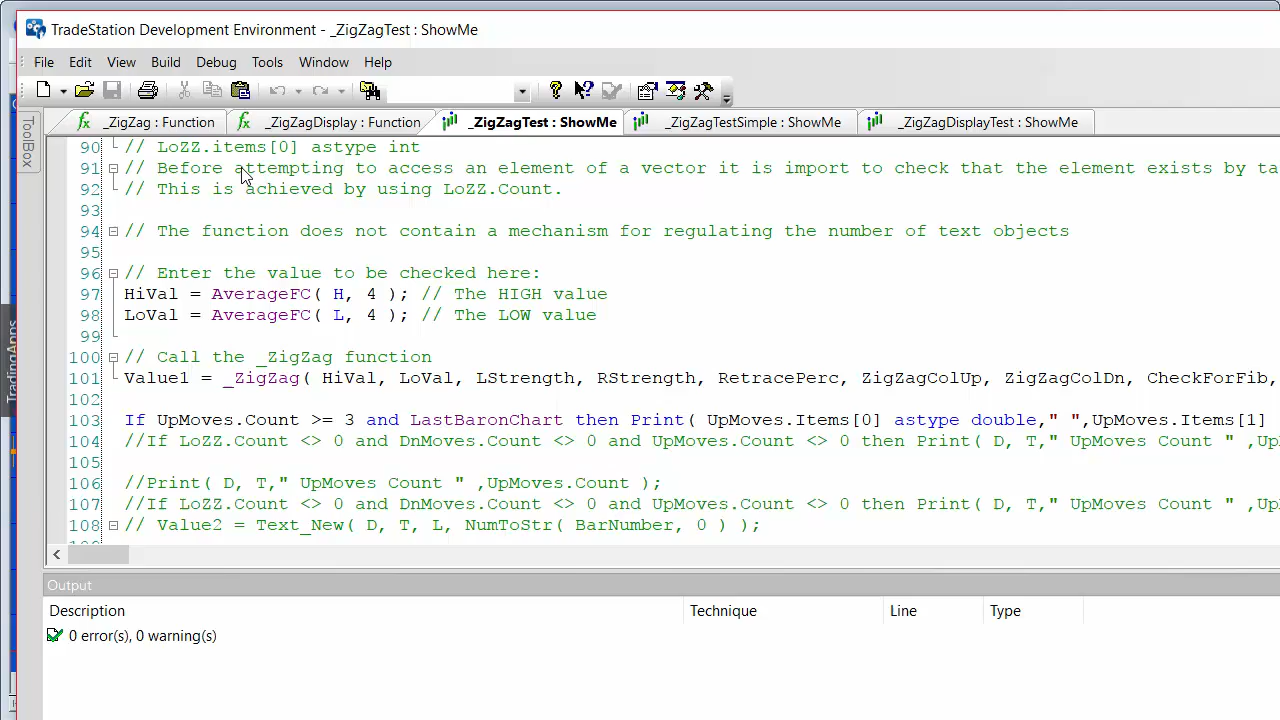 TradeStation Development Environment - _ZigZagTest : ShowMe
File Edit View Build Debug Tools Window Help
_ZigZag : Function _ZigZagDisplay : Function _ZigZagTest : ShowMe _ZigZagTestSimple : ShowMe _ZigZagDisplayTest : ShowMe
ToolBox
TradingApps
90 // LoZZ.items[0] astype int
91 // Before attempting to access an element of a vector it is import to check that the element exists by ta
92 // This is achieved by using LoZZ.Count.
93
94 // The function does not contain a mechanism for regulating the number of text objects
95
96 // Enter the value to be checked here:
97 HiVal = AverageFC( H, 4 ); // The HIGH value
98 LoVal = AverageFC( L, 4 ); // The LOW value
99
100 // Call the _ZigZag function
101 Value1 = _ZigZag( HiVal, LoVal, LStrength, RStrength, RetracePerc, ZigZagColUp, ZigZagColDn, CheckForFib,
102
103 If UpMoves.Count >= 3 and LastBaronChart then Print( UpMoves.Items[0] astype double," ",UpMoves.Items[1]
104 //If LoZZ.Count <> 0 and DnMoves.Count <> 0 and UpMoves.Count <> 0 then Print( D, T," UpMoves Count " ,Up
105
106 //Print( D, T," UpMoves Count " ,UpMoves.Count );
107 //If LoZZ.Count <> 0 and DnMoves.Count <> 0 and UpMoves.Count <> 0 then Print( D, T," UpMoves Count " ,Up
108 // Value2 = Text_New( D, T, L, NumToStr( BarNumber, 0 ) );
Output
Description Technique Line Type
0 error(s), 0 warning(s)